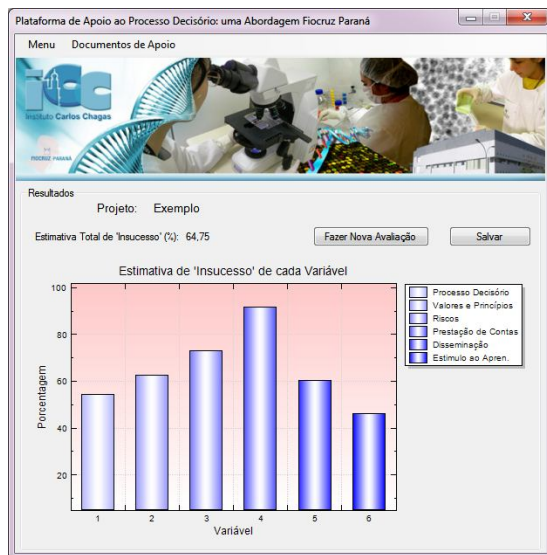 Plataforma de Apoio ao Processo Decisório: uma Abordagem Fiocruz Paraná
Menu Documentos de Apoio
icc
Instituto Carlos Chagas
FIOCRUZ PARANÁ
Resultados
Projeto: Exemplo
Estimativa Total de 'Insucesso' (%): 64,75
Fazer Nova Avaliação
Salvar
Estimativa de 'Insucesso' de cada Variável
Processo Decisório
Valores e Princípios
Riscos
Prestação de Contas
Disseminação
Estimulo ao Apren.
Porcentagem
100
80
60
40
20
1 2 3 4 5 6
Variável